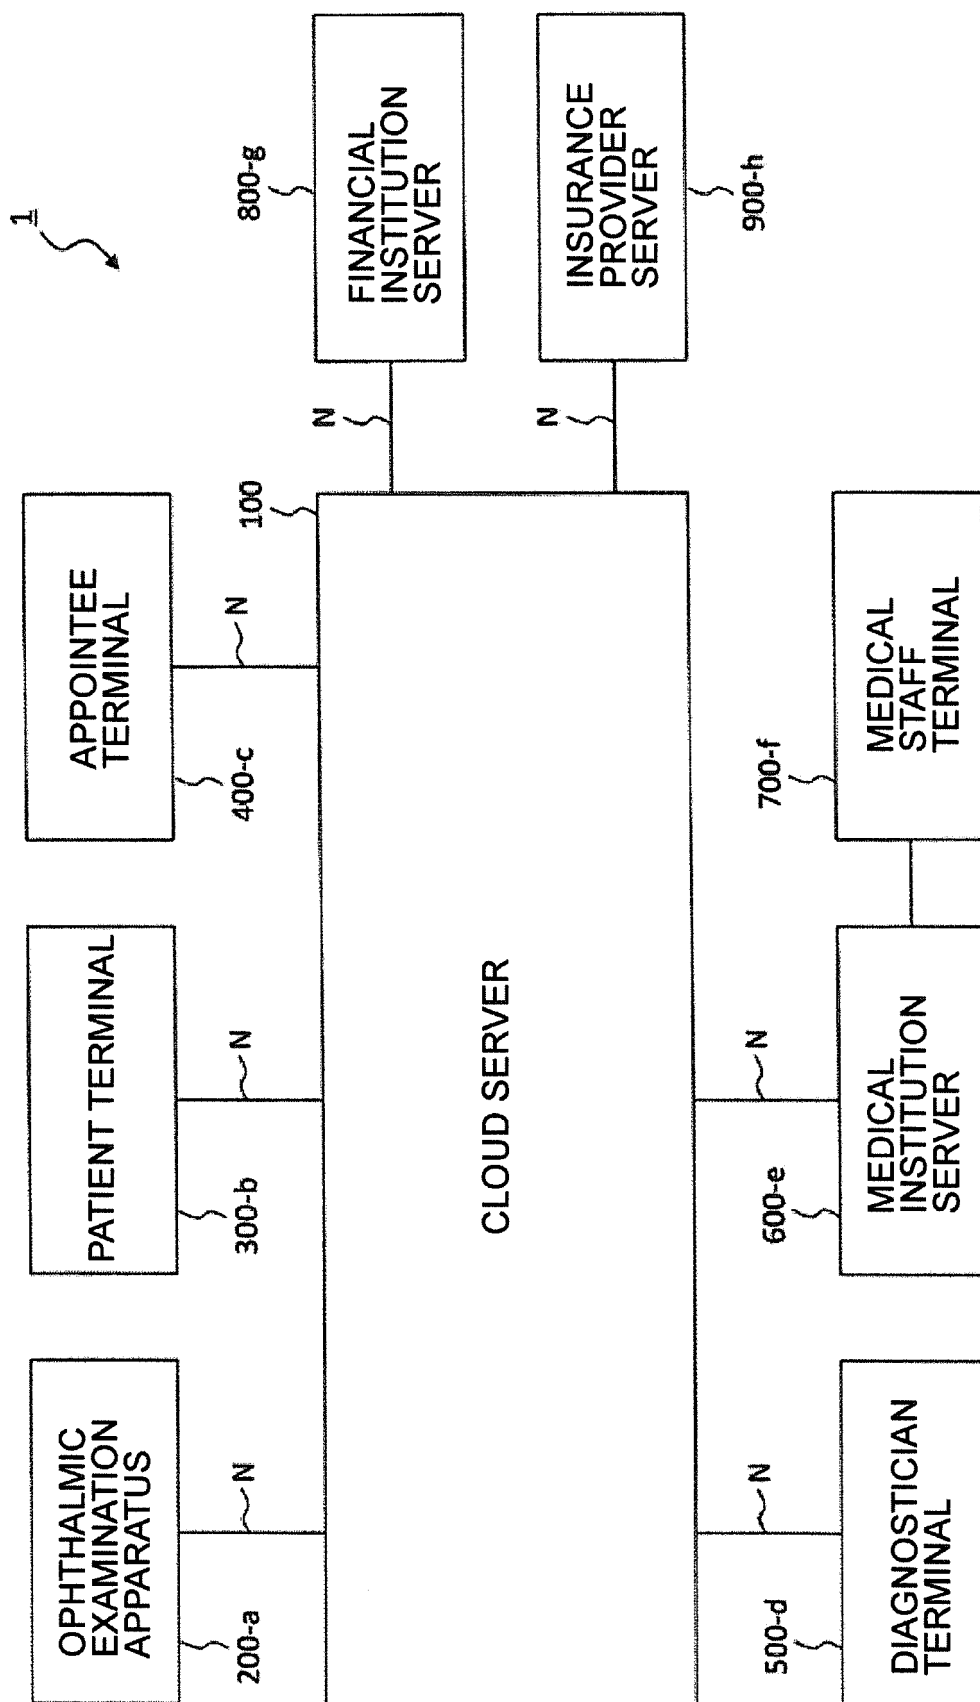 1
OPHTHALMIC
EXAMINATION
APPARATUS
200-a
N
PATIENT TERMINAL
300-b
N
APPOINTEE
TERMINAL
400-c
N
100
CLOUD SERVER
N
FINANCIAL
INSTITUTION
SERVER
800-g
N
INSURANCE
PROVIDER
SERVER
900-h
N
DIAGNOSTICIAN
TERMINAL
500-d
N
MEDICAL
INSTITUTION
SERVER
600-e
MEDICAL
STAFF
TERMINAL
700-f